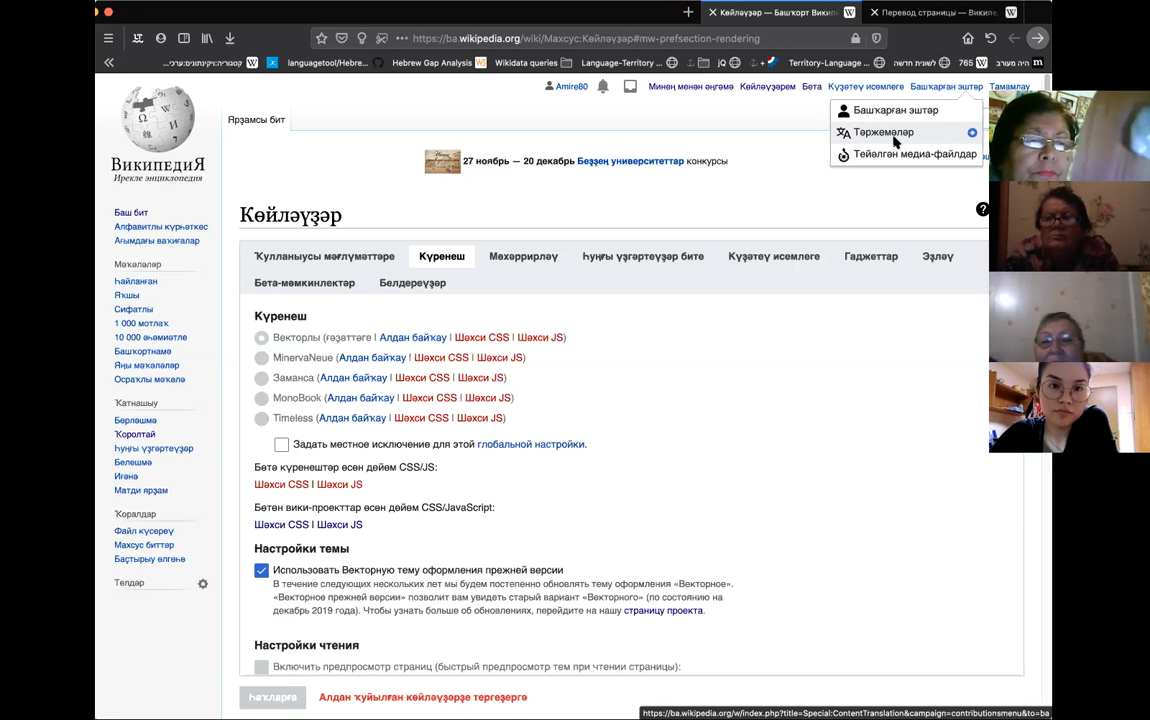 Көйләүҙәр — Башҡорт Википе
Перевод страницы — Википе
https://ba.wikipedia.org/wiki/Махсус:Көйләүҙәр#mw-prefsection-rendering
languagetool/Hebre...
Hebrew Gap Analysis
Wikidata queries
Language-Territory ...
jQ
Territory-Language ...
לשונית חדשה
765
היה מערב
Amire80
Минең менән әңгәмә
Көйләүҙәрем
Бета
Күҙәтеү исемлеге
Башҡарған эштәр
Тамамлау
Башҡарған эштәр
Тәржемәләр
Тейәлгән медиа-файлдар
ВикипедиЯ
Ирекле энциклопедия
Ярҙамсы бит
27 ноябрь — 20 декабрь Беҙҙең университеттар конкурсы
Көйләүҙәр
Баш бит
Алфавитлы күрһәткес
Ағымдағы ваҡиғалар
Мәҡәләләр
Һайланған
Яҡшы
Сифатлы
1 000 мотлаҡ
10 000 әһәмиәтле
Башҡортнамә
Яңы мәҡәләләр
Осраҡлы мәҡәлә
Ҡатнашыу
Берләшмә
Ҡоролтай
Һуңғы үҙгәртеүҙәр
Белешмә
Иғәнә
Матди ярҙам
Ҡоралдар
Файл күсереү
Махсус биттәр
Баҫтырыу өлгөһө
Телдәр
Ҡулланыусы мәғлүмәттәре
Күренеш
Мөхәррирләү
Һуңғы үҙгәртеүҙәр бите
Күҙәтеү исемлеге
Гаджеттар
Эҙләү
Бета-мөмкинлектәр
Белдереүҙәр
Күренеш
Векторлы (ғәҙәттәге | Алдан байҡау | Шәхси CSS | Шәхси JS)
MinervaNeue (Алдан байҡау | Шәхси CSS | Шәхси JS)
Заманса (Алдан байҡау | Шәхси CSS | Шәхси JS)
MonoBook (Алдан байҡау | Шәхси CSS | Шәхси JS)
Timeless (Алдан байҡау | Шәхси CSS | Шәхси JS)
Задать местное исключение для этой глобальной настройки.
Бөтә күренештәр өсөн дөйөм CSS/JS:
Шәхси CSS | Шәхси JS
Бөтөн вики-проекттар өсөн дөйөм CSS/JavaScript:
Шәхси CSS | Шәхси JS
Настройки темы
Использовать Векторную тему оформления прежней версии
В течение следующих нескольких лет мы будем постепенно обновлять тему оформления «Векторное».
«Векторное прежней версии» позволит вам увидеть старый вариант «Векторного» (по состоянию на
декабрь 2019 года). Чтобы узнать больше об обновлениях, перейдите на нашу страницу проекта.
Настройки чтения
Включить предпросмотр страниц (быстрый предпросмотр тем при чтении страницы):
Һаҡларға
Алдан ҡуйылған көйләүҙәрҙе тергеҙергә
https://ba.wikipedia.org/w/index.php?title=Special:ContentTranslation&campaign=contributionsmenu&to=ba